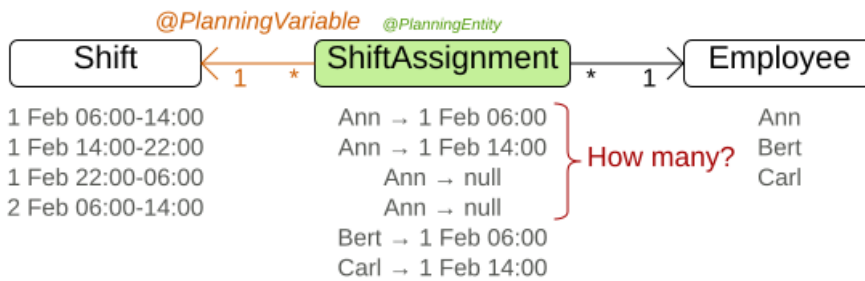 @PlanningVariable @PlanningEntity
Shift ShiftAssignment Employee
1 * * 1
1 Feb 06:00-14:00 Ann → 1 Feb 06:00 Ann
1 Feb 14:00-22:00 Ann → 1 Feb 14:00 How many? Bert
1 Feb 22:00-06:00 Ann → null Carl
2 Feb 06:00-14:00 Ann → null
Bert → 1 Feb 06:00
Carl → 1 Feb 14:00